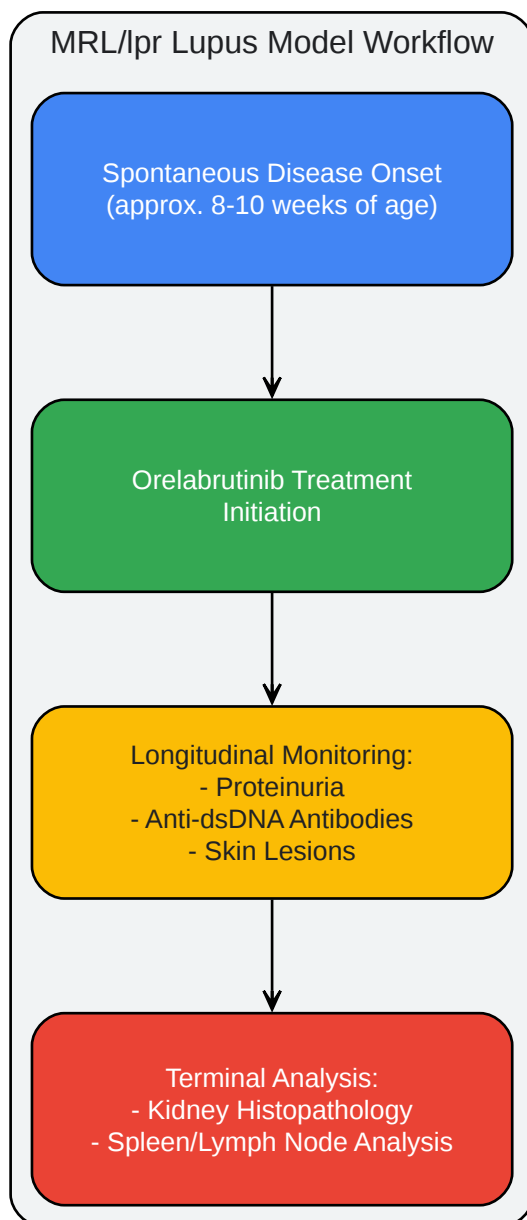 MRL/lpr Lupus Model Workflow
Spontaneous Disease Onset
(approx. 8-10 weeks of age)
Orelabrutinib Treatment
Initiation
Longitudinal Monitoring:
- Proteinuria
- Anti-dsDNA Antibodies
- Skin Lesions
Terminal Analysis:
- Kidney Histopathology
- Spleen/Lymph Node Analysis